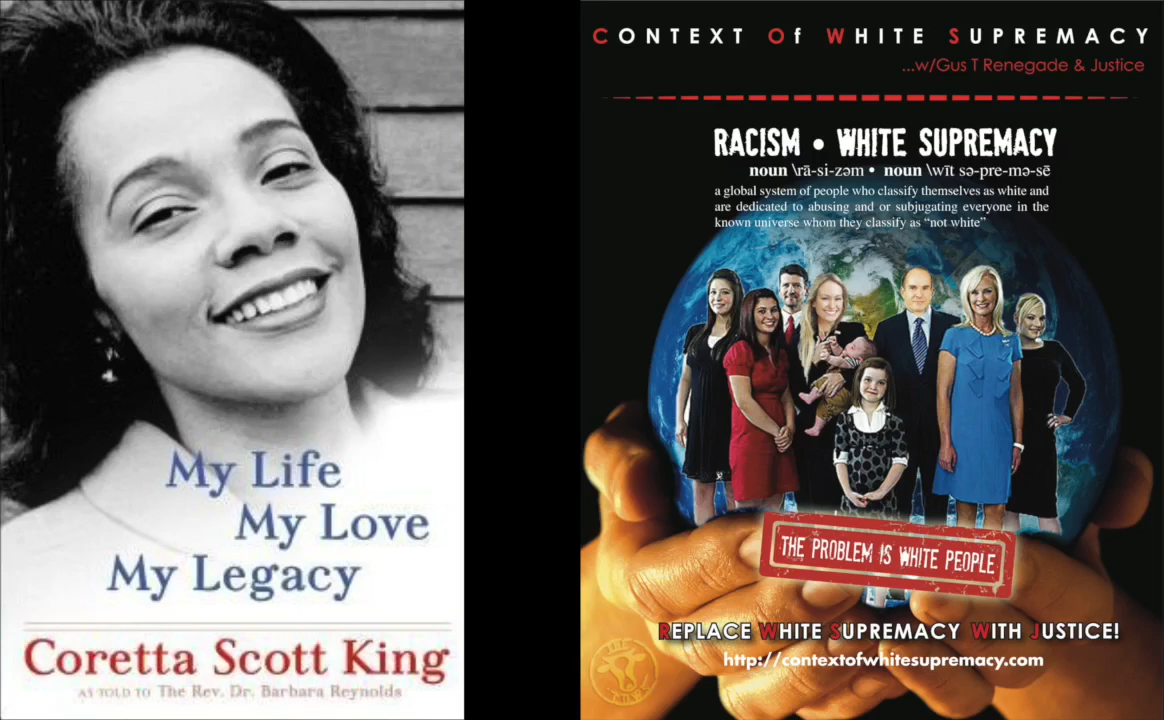 My Life
My Love
My Legacy
Coretta Scott King
AS TOLD TO The Rev. Dr. Barbara Reynolds
CONTEXT Of WHITE SUPREMACY
...w/Gus T Renegade & Justice
RACISM • WHITE SUPREMACY
noun \rā-si-zəm • noun \wīt sə-pre-mə-sē
a global system of people who classify themselves as white and
are dedicated to abusing and or subjugating everyone in the
known universe whom they classify as “not white”
THE PROBLEM IS WHITE PEOPLE
REPLACE WHITE SUPREMACY WITH JUSTICE!
http://contextofwhitesupremacy.com
THE